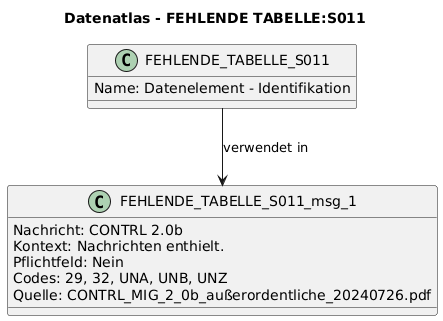 Datenatlas - FEHLENDE TABELLE:S011
C FEHLENDE_TABELLE_S011
Name: Datenelement - Identifikation
verwendet in
C FEHLENDE_TABELLE_S011_msg_1
Nachricht: CONTRL 2.0b
Kontext: Nachrichten enthielt.
Pflichtfeld: Nein
Codes: 29, 32, UNA, UNB, UNZ
Quelle: CONTRL_MIG_2_0b_außerordentliche_20240726.pdf